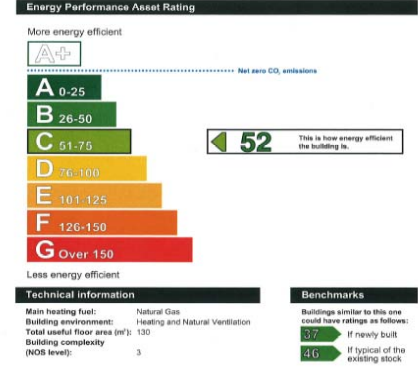 Energy Performance Asset Rating
More energy efficient
A+
Net zero CO₂ emissions
A 0-25
B 26-50
C 51-75
52
This is how energy efficient
the building is.
D 76-100
E 101-125
F 126-150
G Over 150
Less energy efficient
Technical information
Main heating fuel: Natural Gas
Building environment: Heating and Natural Ventilation
Total useful floor area (m²): 130
Building complexity
(NOS level): 3
Benchmarks
Buildings similar to this one
could have ratings as follows:
37 If newly built
46 If typical of the
existing stock